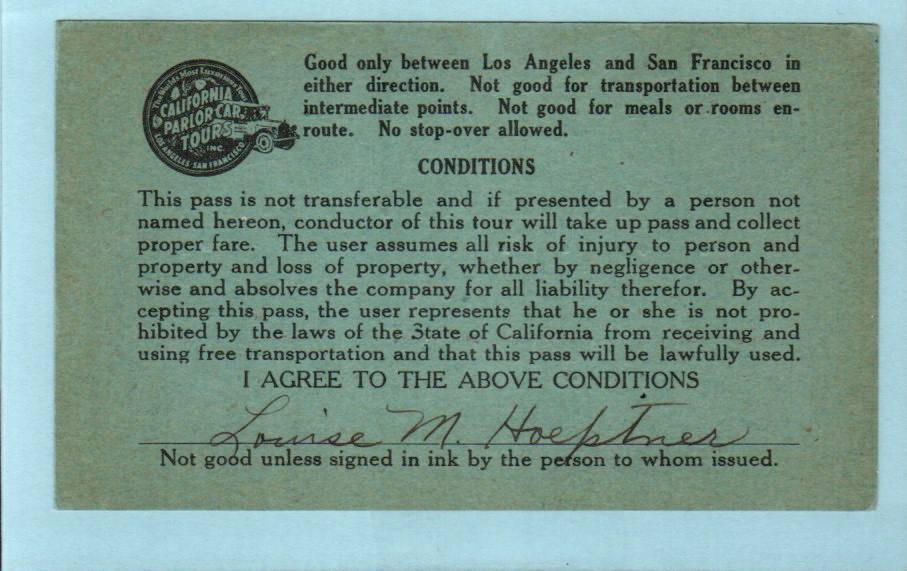 The World's Most Luxurious
CALIFORNIA
PARLOR CAR
TOURS
INC.
LOS ANGELES - SAN FRANCISCO
Good only between Los Angeles and San Francisco in
either direction. Not good for transportation between
intermediate points. Not good for meals or rooms en-
route. No stop-over allowed.
CONDITIONS
This pass is not transferable and if presented by a person not
named hereon, conductor of this tour will take up pass and collect
proper fare. The user assumes all risk of injury to person and
property and loss of property, whether by negligence or other-
wise and absolves the company for all liability therefor. By ac-
cepting this pass, the user represents that he or she is not pro-
hibited by the laws of the State of California from receiving and
using free transportation and that this pass will be lawfully used.
I AGREE TO THE ABOVE CONDITIONS
Louise M. Hoeptner
Not good unless signed in ink by the person to whom issued.